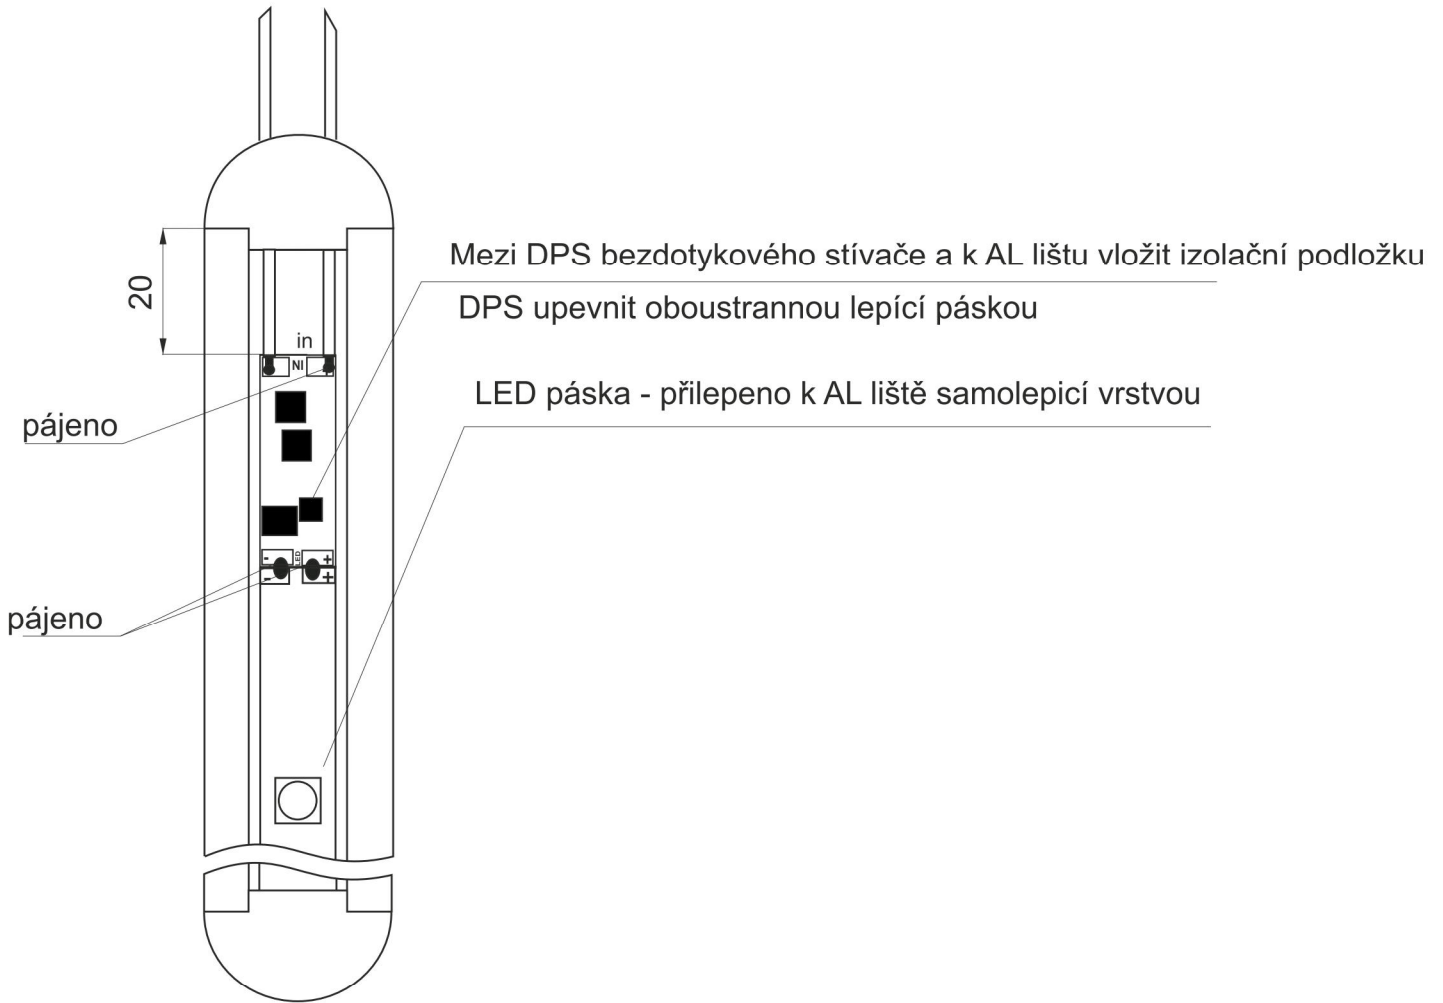 Mezi DPS bezdotykového stívače a k AL lištu vložit izolační podložku
20
DPS upevnit oboustrannou lepící páskou
in
NI
+
LED páska - přilepeno k AL liště samolepicí vrstvou
pájeno
- LED +
- +
pájeno